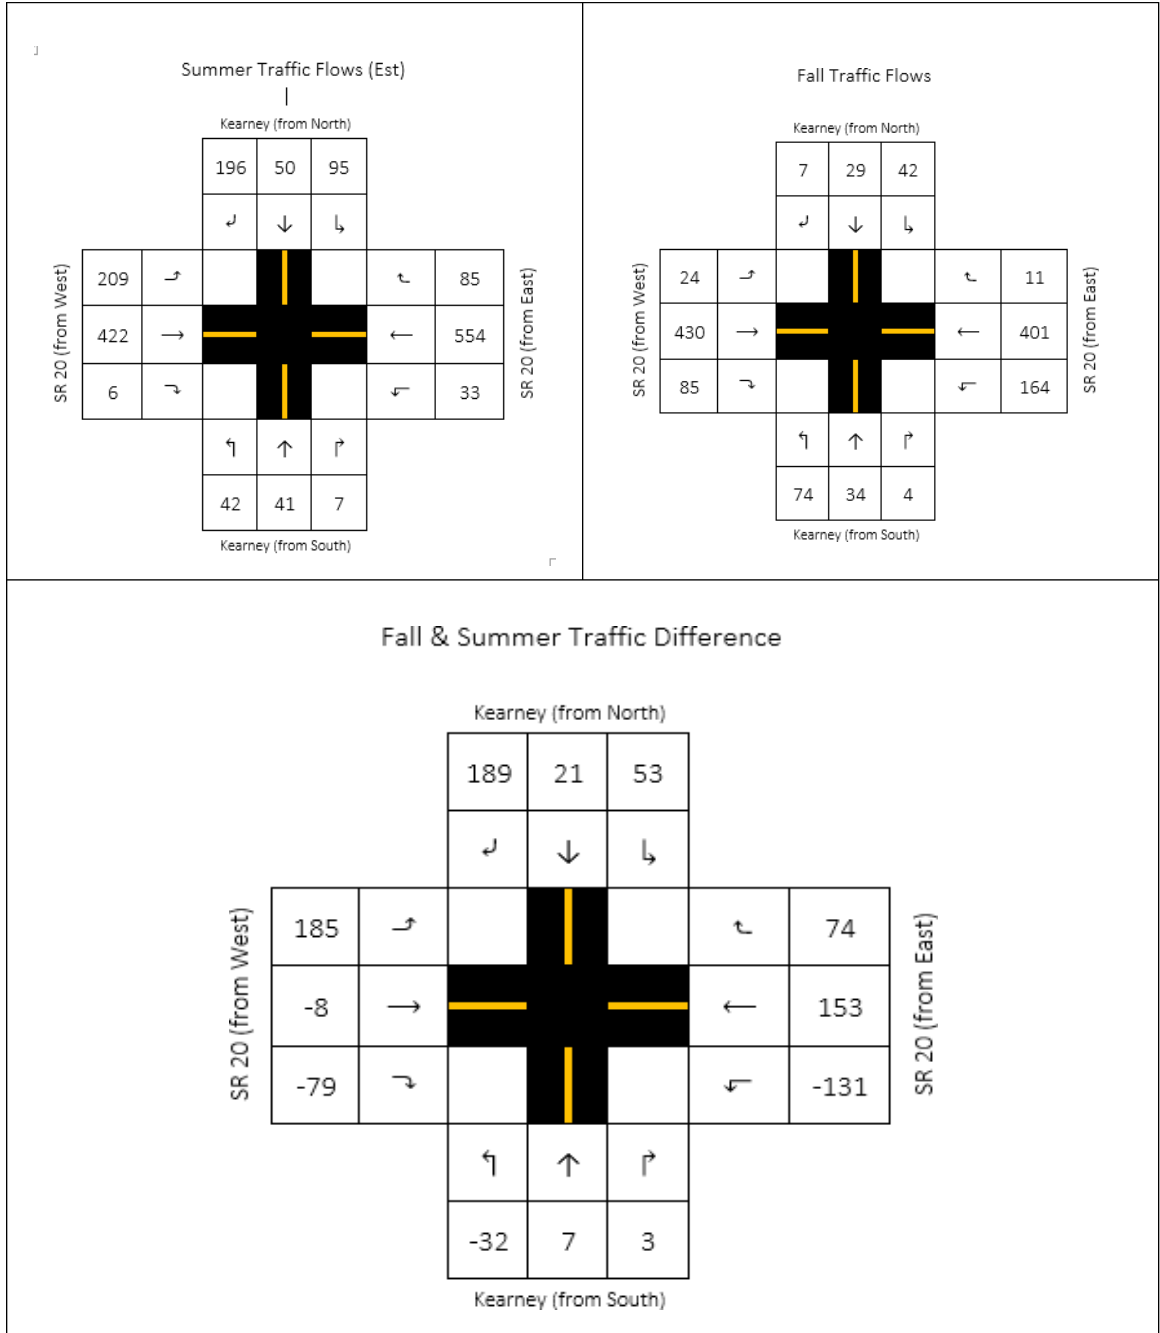 Summer Traffic Flows (Est)
Kearney (from North)
196 50 95
SR 20 (from West)
209
422
6
85
554
33
SR 20 (from East)
42 41 7
Kearney (from South)
Fall Traffic Flows
Kearney (from North)
7 29 42
SR 20 (from West)
24
430
85
11
401
164
SR 20 (from East)
74 34 4
Kearney (from South)
Fall & Summer Traffic Difference
Kearney (from North)
189 21 53
SR 20 (from West)
185
-8
-79
74
153
-131
SR 20 (from East)
-32 7 3
Kearney (from South)